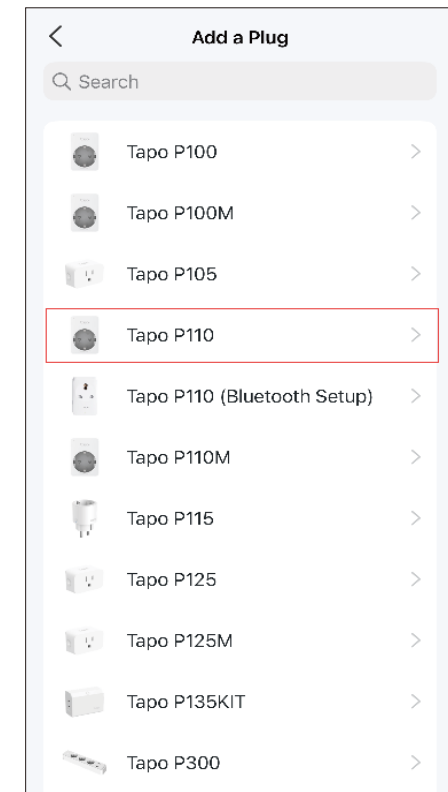 Add a Plug
Search
Tapo P100
Tapo P100M
Tapo P105
Tapo P110
Tapo P110 (Bluetooth Setup)
Tapo P110M
Tapo P115
Tapo P125
Tapo P125M
Tapo P135KIT
Tapo P300